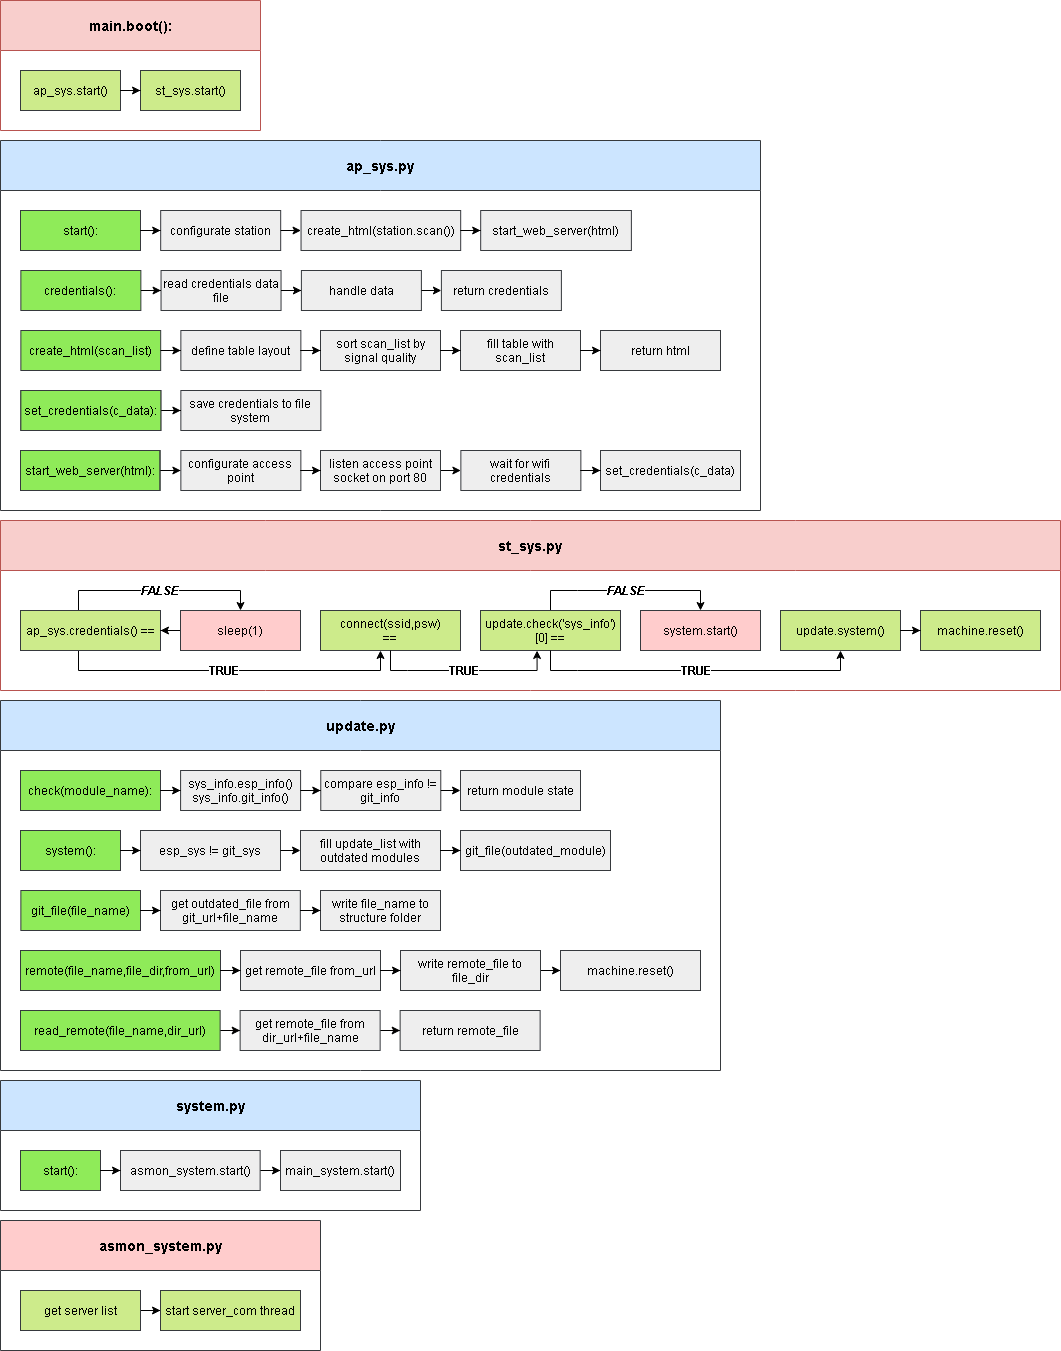 main.boot():
ap_sys.start()
st_sys.start()
ap_sys.py
start():
configurate station
create_html(station.scan())
start_web_server(html)
credentials():
read credentials data
file
handle data
return credentials
create_html(scan_list)
define table layout
sort scan_list by
signal quality
fill table with
scan_list
return html
set_credentials(c_data):
save credentials to file
system
start_web_server(html):
configurate access
point
listen access point
socket on port 80
wait for wifi
credentials
set_credentials(c_data)
st_sys.py
FALSE
FALSE
ap_sys.credentials() ==
sleep(1)
connect(ssid,psw)
==
update.check('sys_info')
[0] ==
system.start()
update.system()
machine.reset()
TRUE
TRUE
TRUE
update.py
check(module_name):
sys_info.esp_info()
sys_info.git_info()
compare esp_info !=
git_info
return module state
system():
esp_sys != git_sys
fill update_list with
outdated modules
git_file(outdated_module)
git_file(file_name)
get outdated_file from
git_url+file_name
write file_name to
structure folder
remote(file_name,file_dir,from_url)
get remote_file from_url
write remote_file to
file_dir
machine.reset()
read_remote(file_name,dir_url)
get remote_file from
dir_url+file_name
return remote_file
system.py
start():
asmon_system.start()
main_system.start()
asmon_system.py
get server list
start server_com thread